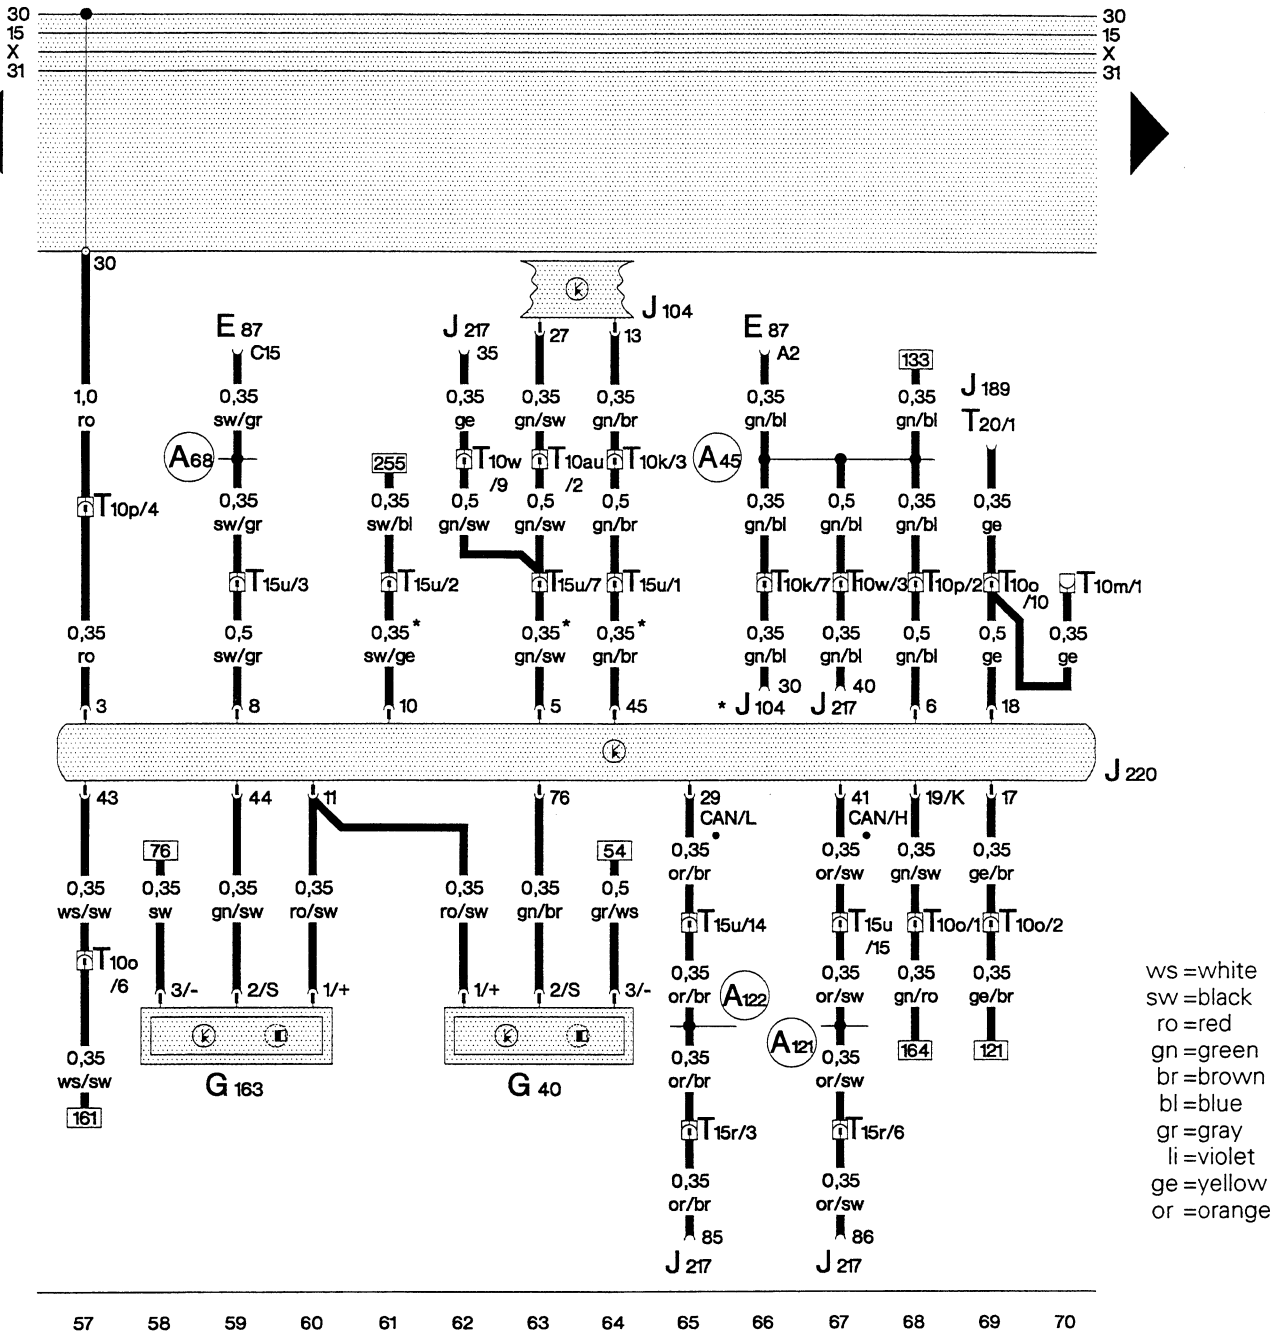 30 30
15 15
X X
31 31
30
J 104
E 87 J 217 27 13 E 87 133
C15 35 A2 J 189
1,0 0,35 0,35 0,35 0,35 0,35 0,35 T 20/1
ro sw/gr ge gn/sw gn/br gn/bl gn/bl
A68 255 T10w /9 T10au /2 T10k/3 A45
T10p/4 0,35 0,35 0,5 0,5 0,5 0,35 0,5 0,35 0,35
sw/gr sw/bl gn/sw gn/sw gn/br gn/bl gn/bl gn/bl ge
T15u/3 T15u/2 T15u/7 T15u/1 T10k/7 T10w/3 T10p/2 T10o /10 T10m/1
0,35 0,5 0,35* 0,35* 0,35* 0,35 0,35 0,5 0,5 0,35
ro sw/gr sw/ge gn/sw gn/br gn/bl gn/bl gn/bl ge ge
30 40
3 8 10 5 45 * J 104 J 217 6 18
J 220
43 44 11 76 29 41 19/K 17
CAN/L CAN/H
76 54 0,35 0,35 0,35 0,35
or/br or/sw gn/sw ge/br
0,35 0,35 0,35 0,35 0,35 0,35 0,5
ws/sw sw gn/sw ro/sw ro/sw gn/br gr/ws
T15u/14 T15u /15 T10o/1 T10o/2
T10o /6 0,35 0,35 0,35 0,35
3/- 2/S 1/+ 1/+ 2/S 3/- or/br A122 or/sw gn/ro ge/br
A121 164 121
0,35 0,35 0,35
ws/sw G 163 G 40 or/br or/sw
161 T15r/3 T15r/6
0,35 0,35
or/br or/sw
85 86
J 217 J 217
ws =white
sw =black
ro =red
gn =green
br =brown
bl =blue
gr =gray
li =violet
ge =yellow
or =orange
57 58 59 60 61 62 63 64 65 66 67 68 69 70